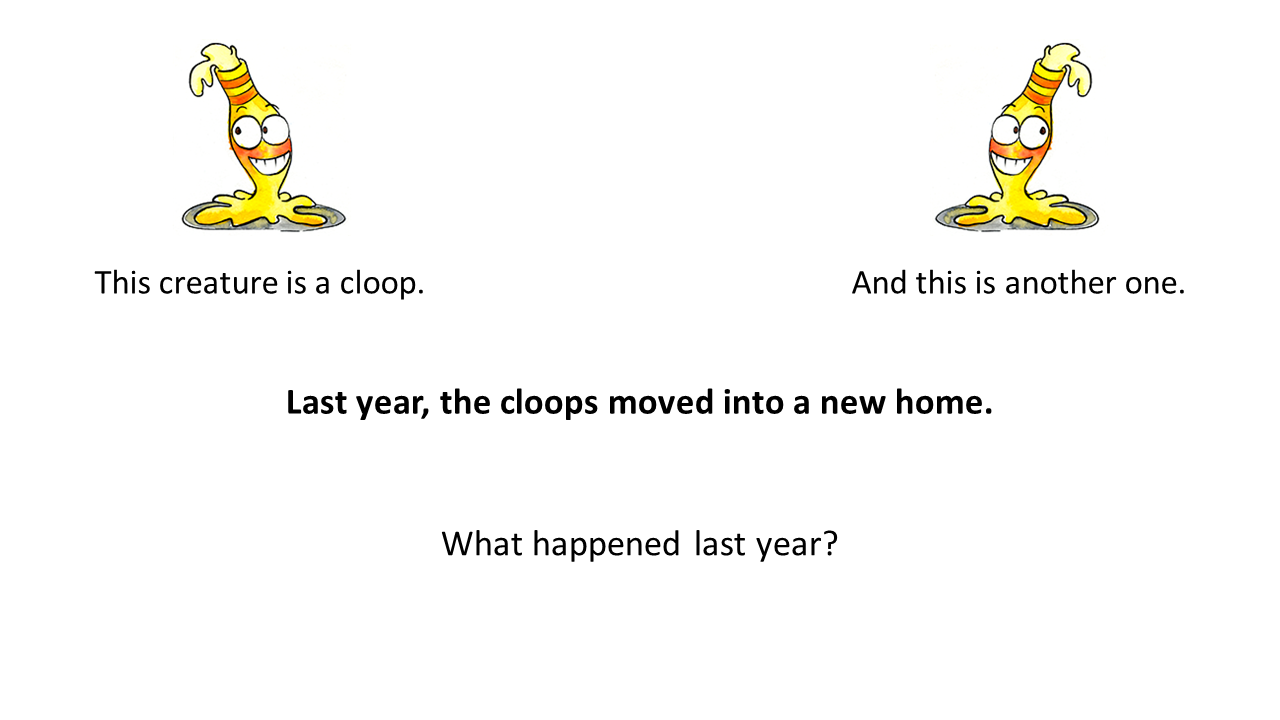 This creature is a cloop.
And this is another one.
Last year, the cloops moved into a new home.
What happened last year?